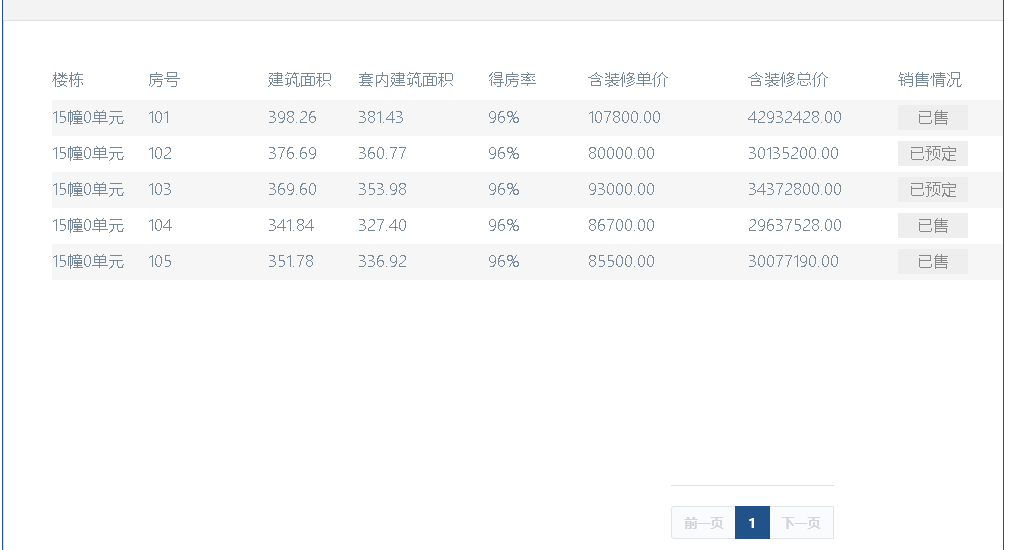 楼栋 房号 建筑面积 套内建筑面积 得房率 含装修单价 含装修总价 销售情况
15幢0单元 101 398.26 381.43 96% 107800.00 42932428.00 已售
15幢0单元 102 376.69 360.77 96% 80000.00 30135200.00 已预定
15幢0单元 103 369.60 353.98 96% 93000.00 34372800.00 已预定
15幢0单元 104 341.84 327.40 96% 86700.00 29637528.00 已售
15幢0单元 105 351.78 336.92 96% 85500.00 30077190.00 已售
前一页 1 下一页